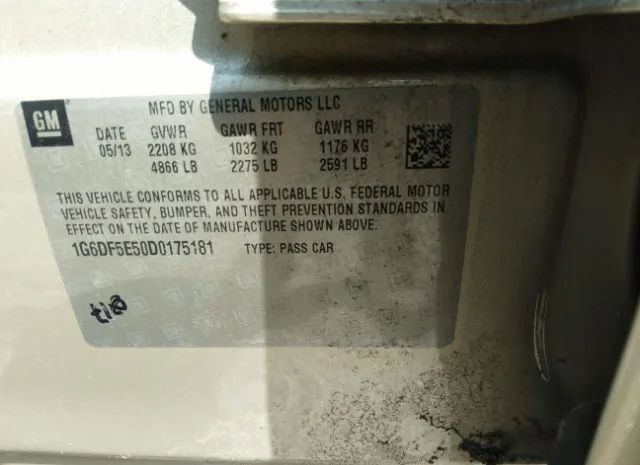 GM
MFD BY GENERAL MOTORS LLC
DATE GVWR GAWR FRT GAWR RR
05/13 2208 KG 1032 KG 1176 KG
4866 LB 2275 LB 2591 LB
THIS VEHICLE CONFORMS TO ALL APPLICABLE U.S. FEDERAL MOTOR
VEHICLE SAFETY, BUMPER, AND THEFT PREVENTION STANDARDS IN
EFFECT ON THE DATE OF MANUFACTURE SHOWN ABOVE.
1G6DF5E50D0175181 TYPE: PASS CAR